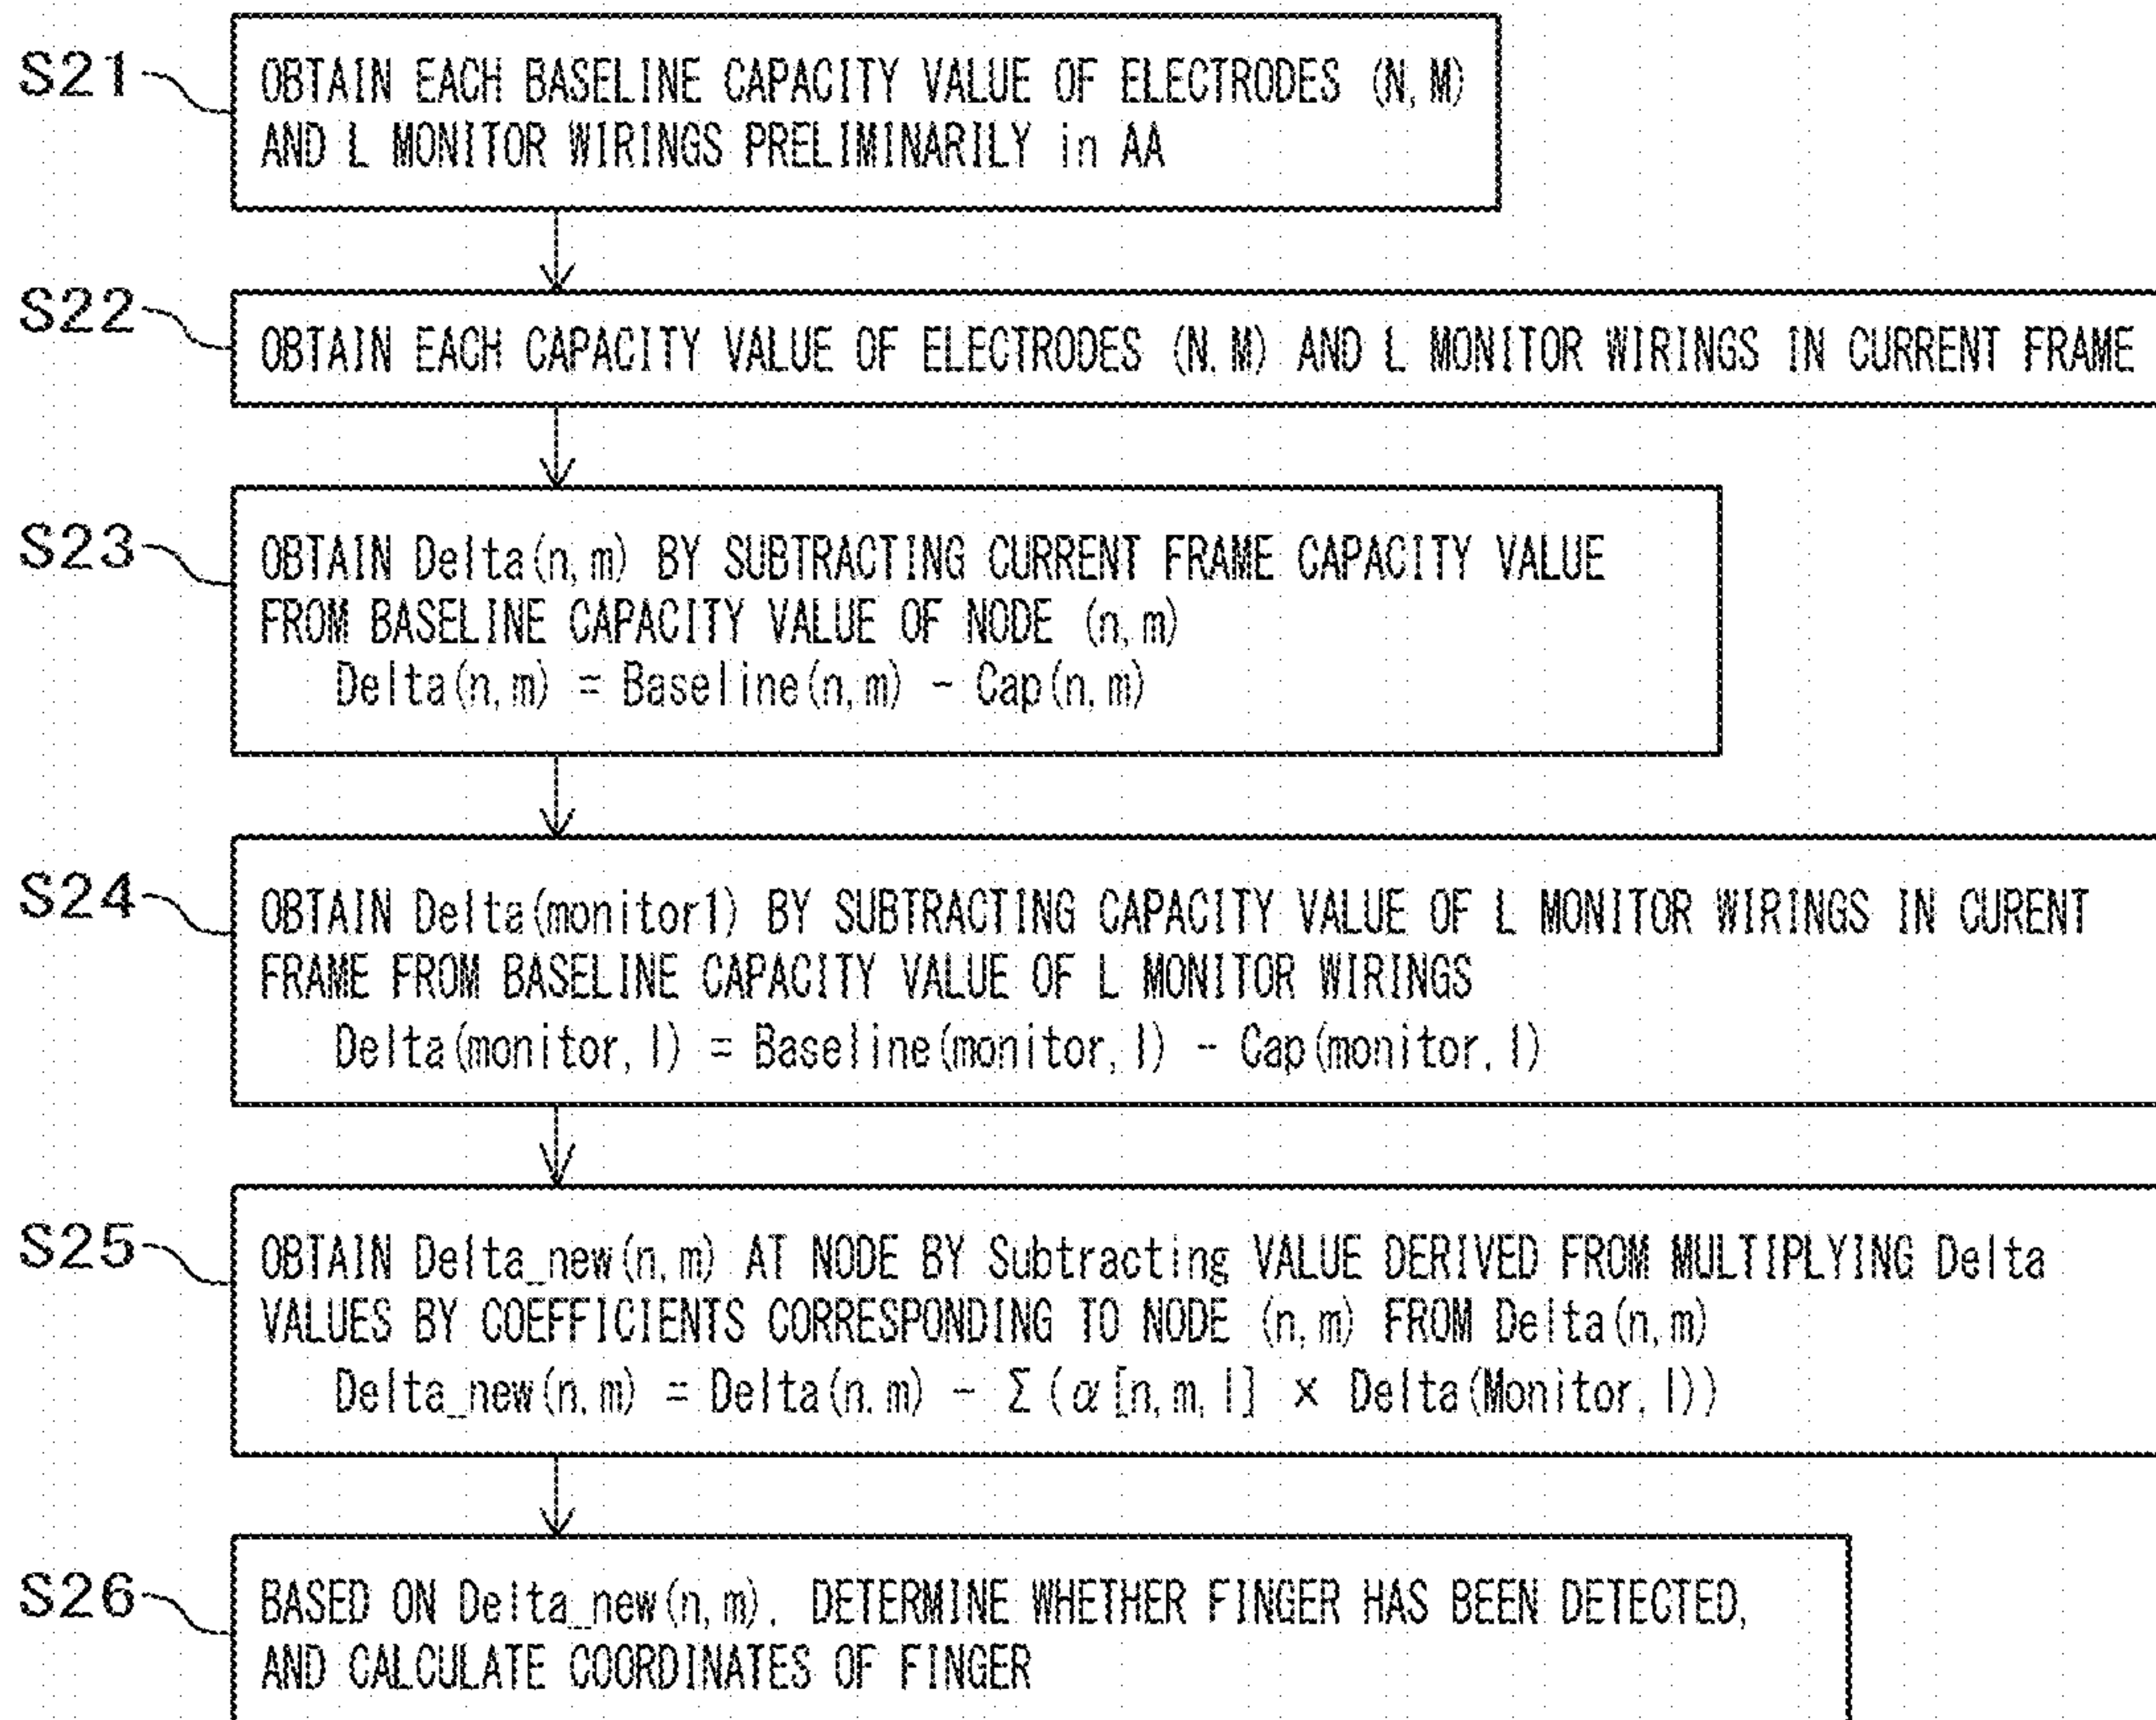 S21
OBTAIN EACH BASELINE CAPACITY VALUE OF ELECTRODES (N, M)
AND L MONITOR WIRINGS PRELIMINARILY in AA
S22
OBTAIN EACH CAPACITY VALUE OF ELECTRODES (N, M) AND L MONITOR WIRINGS IN CURRENT FRAME
S23
OBTAIN Delta(n, m) BY SUBTRACTING CURRENT FRAME CAPACITY VALUE
FROM BASELINE CAPACITY VALUE OF NODE (n, m)
Delta(n, m) = Baseline(n, m) - Cap(n, m)
S24
OBTAIN Delta(monitor1) BY SUBTRACTING CAPACITY VALUE OF L MONITOR WIRINGS IN CURENT
FRAME FROM BASELINE CAPACITY VALUE OF L MONITOR WIRINGS
Delta(monitor, l) = Baseline(monitor, l) - Cap(monitor, l)
S25
OBTAIN Delta_new(n, m) AT NODE BY Subtracting VALUE DERIVED FROM MULTIPLYING Delta
VALUES BY COEFFICIENTS CORRESPONDING TO NODE (n, m) FROM Delta(n, m)
Delta_new(n, m) = Delta(n, m) - Σ(α[n, m, l] × Delta(Monitor, l))
S26
BASED ON Delta_new(n, m), DETERMINE WHETHER FINGER HAS BEEN DETECTED,
AND CALCULATE COORDINATES OF FINGER